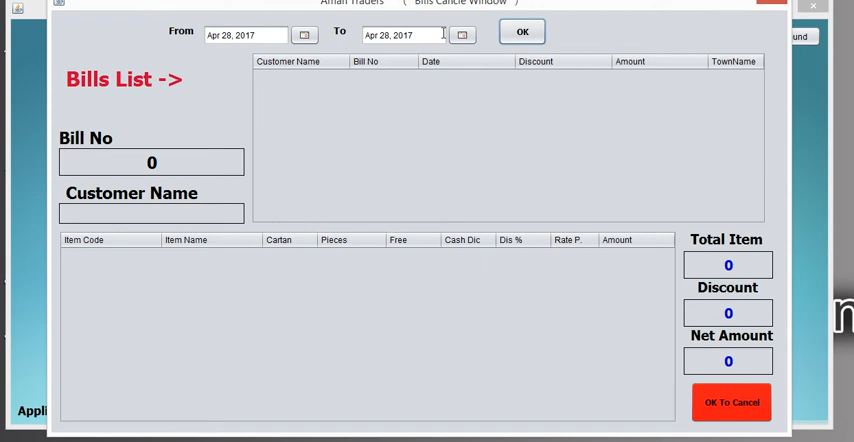 Aman Traders ( Bills Cancle Window )
From Apr 28, 2017 To Apr 28, 2017 OK
Customer Name Bill No Date Discount Amount TownName
Bills List ->
Bill No
0
Customer Name
Item Code Item Name Cartan Pieces Free Cash Dic Dis % Rate P. Amount
Total Item
0
Discount
0
Net Amount
0
OK To Cancel
und
Appli
n